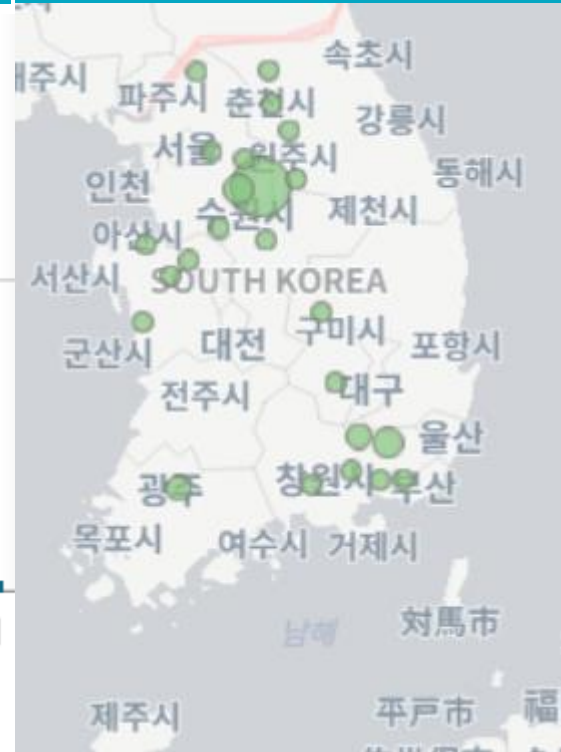 속초시
파주시
춘천시
강릉시
서울
원주시
동해시
인천
수원시
제천시
아산시
서산시
SOUTH KOREA
구미시
대전
포항시
군산시
전주시
대구
울산
광주
창원시
부산
목포시
여수시
거제시
남해
対馬市
제주시
平戸市
福